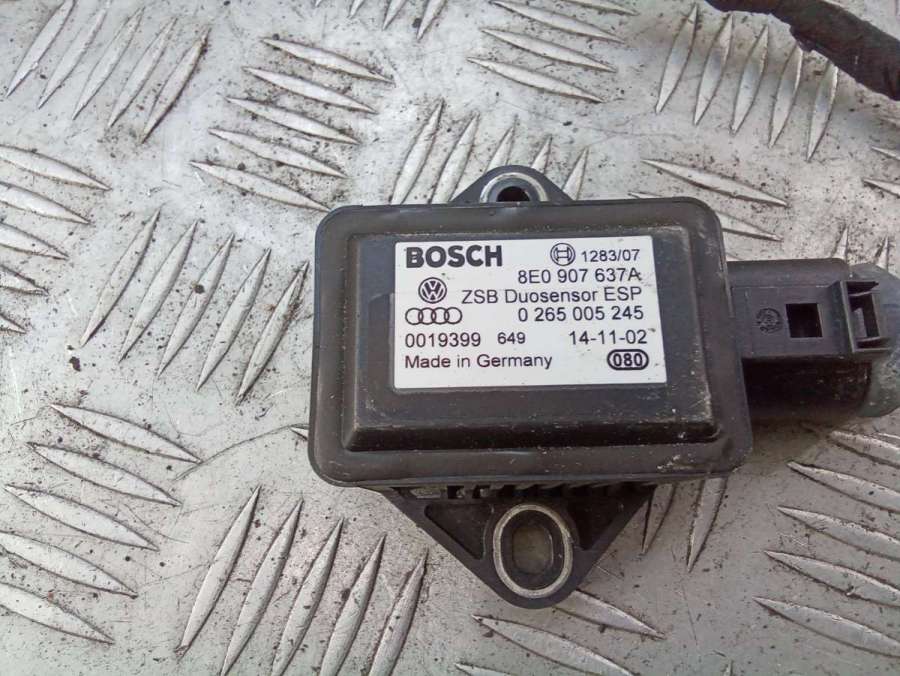 BOSCH 1283/07
8E0 907 637A
ZSB Duosensor ESP
0 265 005 245
0019399 649 14-11-02
Made in Germany 080